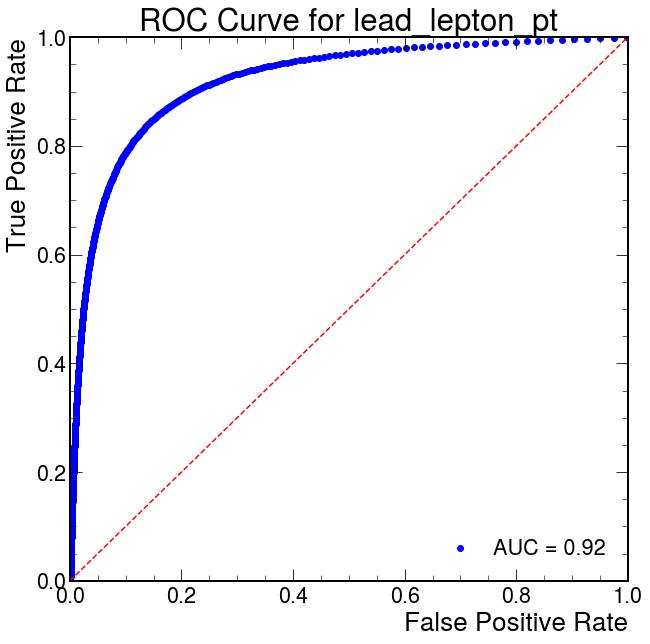 ROC Curve for lead_lepton_pt
True Positive Rate
1.0
0.8
0.6
0.4
0.2
0.0
0.0 0.2 0.4 0.6 0.8 1.0
AUC = 0.92
False Positive Rate